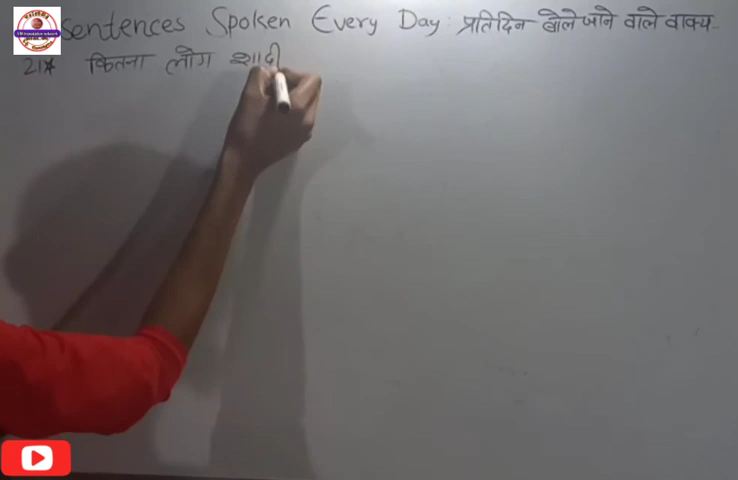 Sentences Spoken Every Day : प्रतिदिन बोले जाने वाले वाक्य
21* कितना लोग शादी